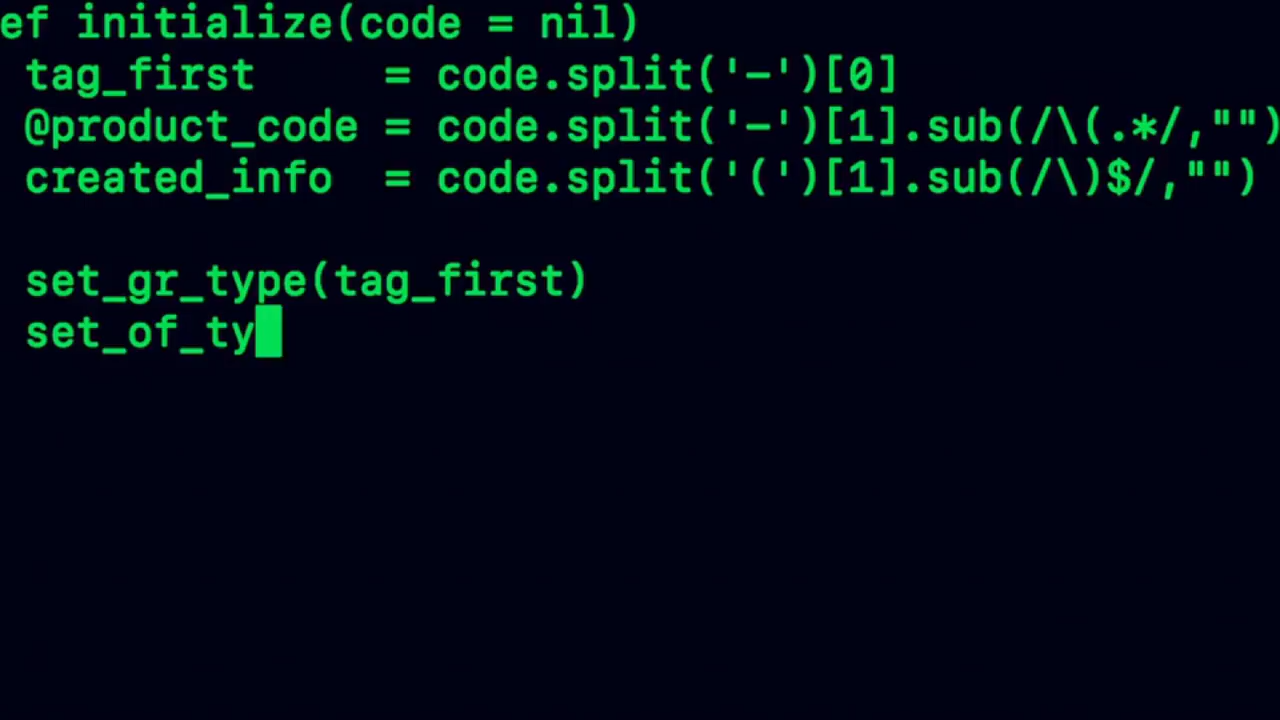 ef initialize(code = nil)
tag_first     = code.split('-')[0]
@product_code = code.split('-')[1].sub(/\(.*/,"")
created_info  = code.split('(')[1].sub(/\)$/,"")
set_gr_type(tag_first)
set_of_ty